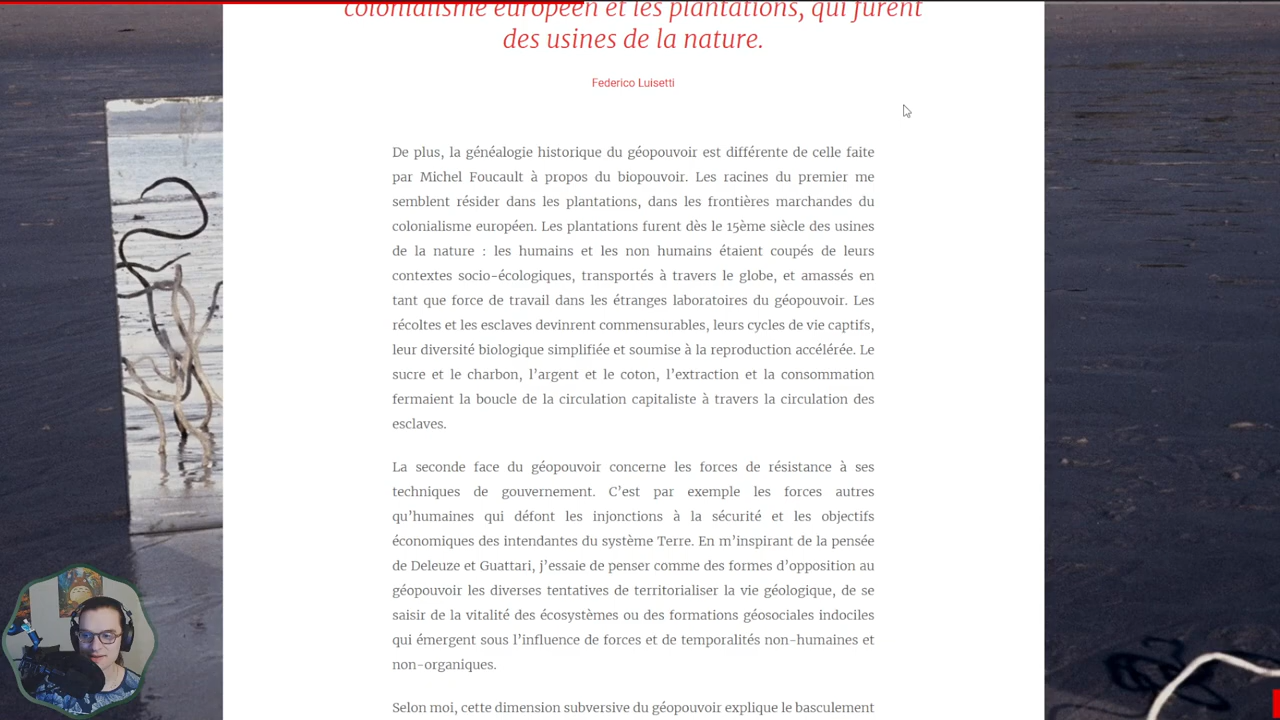 colonialisme européen et les plantations, qui furent
des usines de la nature.
Federico Luisetti
De plus, la généalogie historique du géopouvoir est différente de celle faite
par Michel Foucault à propos du biopouvoir. Les racines du premier me
semblent résider dans les plantations, dans les frontières marchandes du
colonialisme européen. Les plantations furent dès le 15ème siècle des usines
de la nature : les humains et les non humains étaient coupés de leurs
contextes socio-écologiques, transportés à travers le globe, et amassés en
tant que force de travail dans les étranges laboratoires du géopouvoir. Les
récoltes et les esclaves devinrent commensurables, leurs cycles de vie captifs,
leur diversité biologique simplifiée et soumise à la reproduction accélérée. Le
sucre et le charbon, l’argent et le coton, l’extraction et la consommation
fermaient la boucle de la circulation capitaliste à travers la circulation des
esclaves.
La seconde face du géopouvoir concerne les forces de résistance à ses
techniques de gouvernement. C’est par exemple les forces autres
qu’humaines qui défont les injonctions à la sécurité et les objectifs
économiques des intendantes du système Terre. En m’inspirant de la pensée
de Deleuze et Guattari, j’essaie de penser comme des formes d’opposition au
géopouvoir les diverses tentatives de territorialiser la vie géologique, de se
saisir de la vitalité des écosystèmes ou des formations géosociales indociles
qui émergent sous l’influence de forces et de temporalités non-humaines et
non-organiques.
Selon moi, cette dimension subversive du géopouvoir explique le basculement